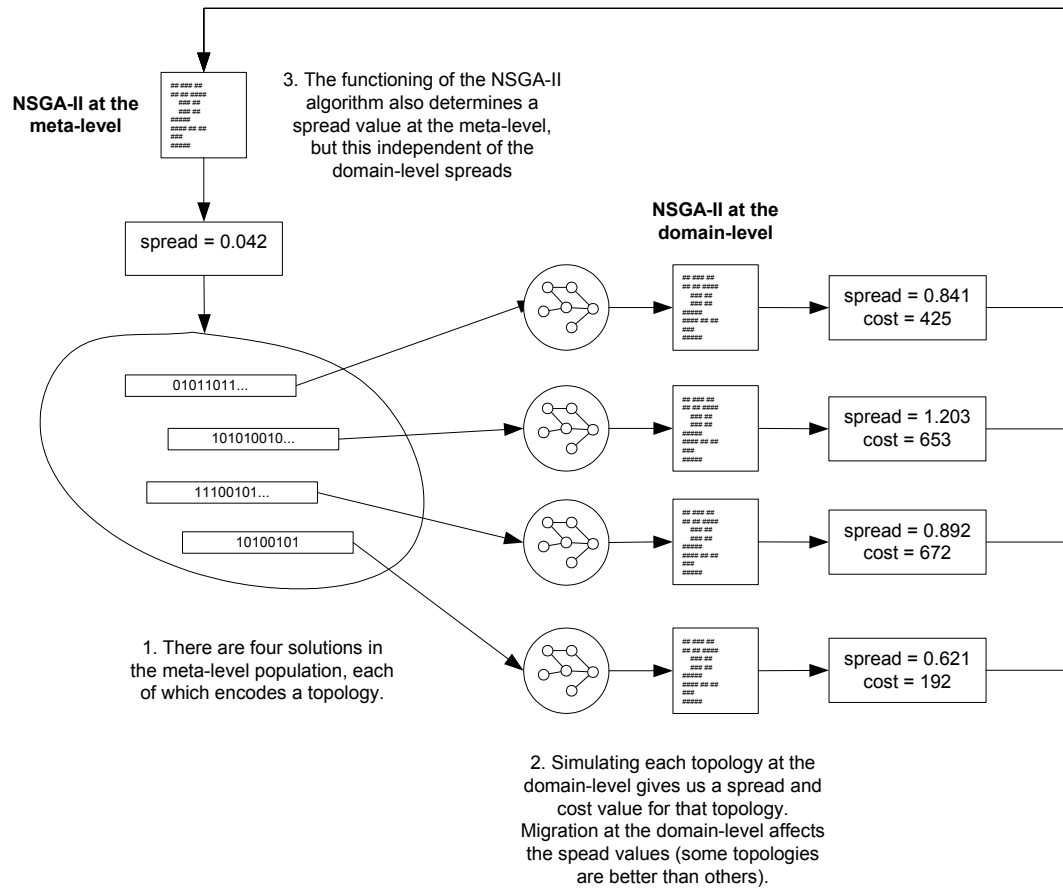 NSGA-II at the
meta-level
## ### ##
## ## ####
### ##
### ##
#####
#### ## ##
###
#####
3. The functioning of the NSGA-II
algorithm also determines a
spread value at the meta-level,
but this independent of the
domain-level spreads
spread = 0.042
NSGA-II at the
domain-level
01011011...
101010010...
11100101...
10100101
## ### ##
## ## ####
### ##
### ##
#####
#### ## ##
###
#####
spread = 0.841
cost = 425
## ### ##
## ## ####
### ##
### ##
#####
#### ## ##
###
#####
spread = 1.203
cost = 653
## ### ##
## ## ####
### ##
### ##
#####
#### ## ##
###
#####
spread = 0.892
cost = 672
## ### ##
## ## ####
### ##
### ##
#####
#### ## ##
###
#####
spread = 0.621
cost = 192
1. There are four solutions in
the meta-level population, each
of which encodes a topology.
2. Simulating each topology at the
domain-level gives us a spread and
cost value for that topology.
Migration at the domain-level affects
the spead values (some topologies
are better than others).